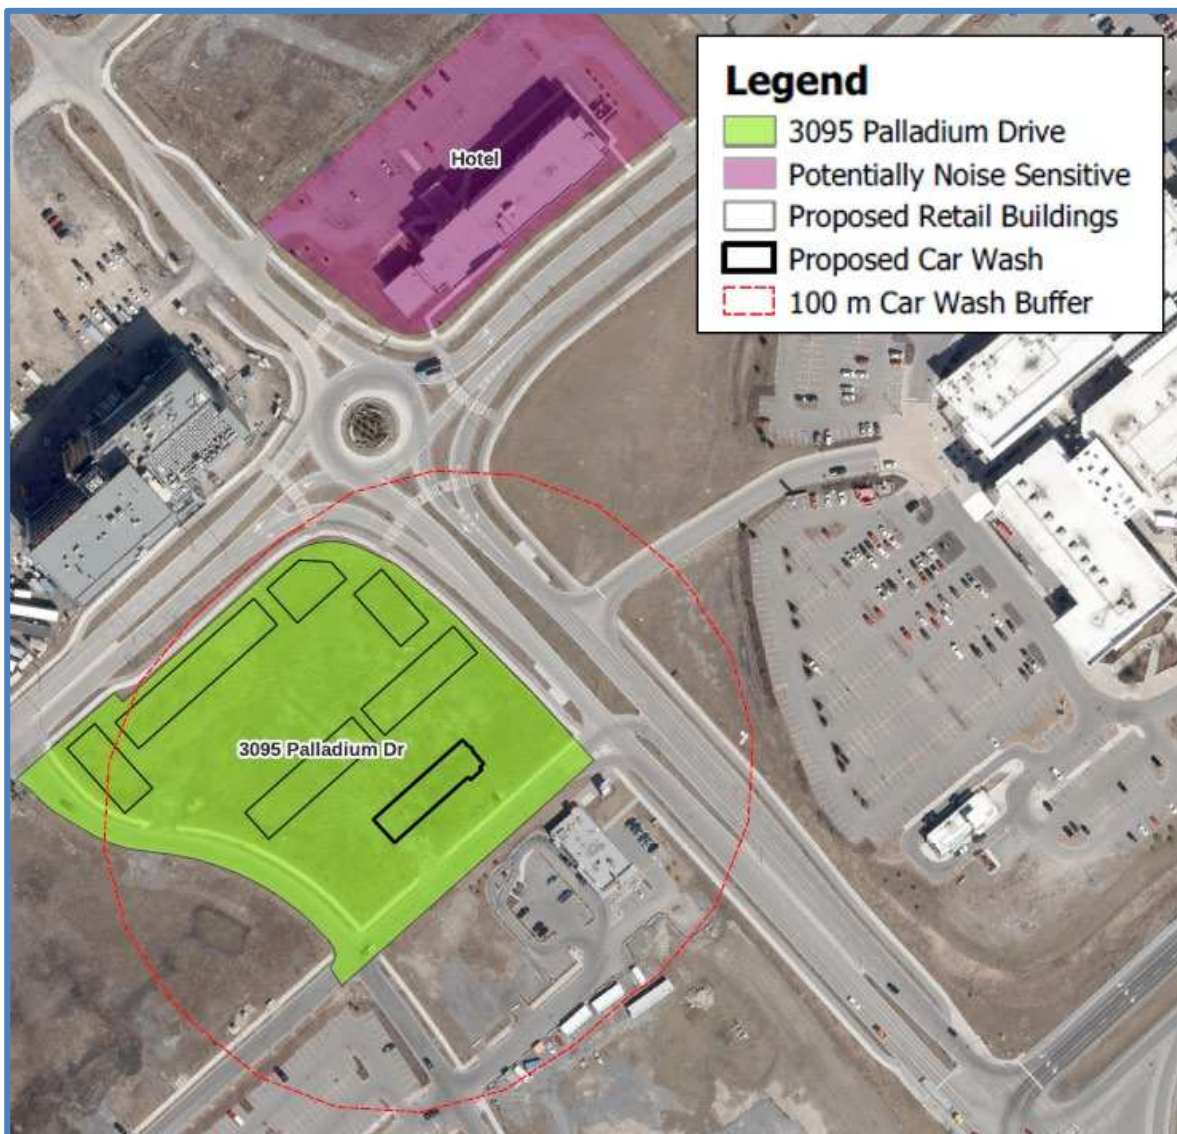 Legend
3095 Palladium Drive
Potentially Noise Sensitive
Proposed Retail Buildings
Proposed Car Wash
100 m Car Wash Buffer
Hotel
3095 Palladium Dr